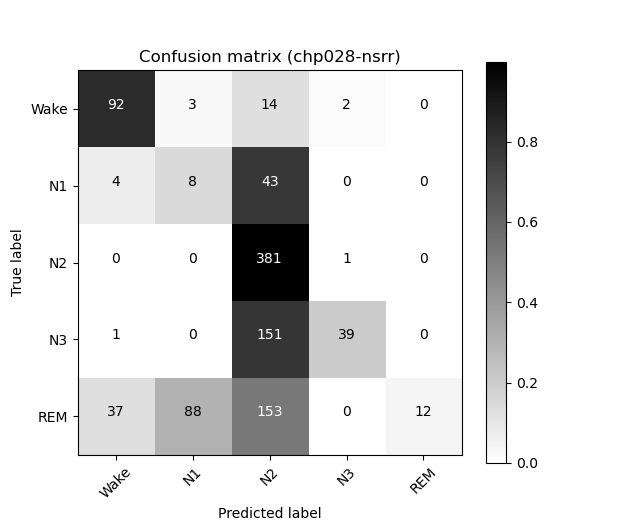 Confusion matrix (chp028-nsrr)
True label
Wake 92 3 14 2 0
N1 4 8 43 0 0
N2 0 0 381 1 0
N3 1 0 151 39 0
REM 37 88 153 0 12
Wake N1 N2 N3 REM
Predicted label
0.8
0.6
0.4
0.2
0.0